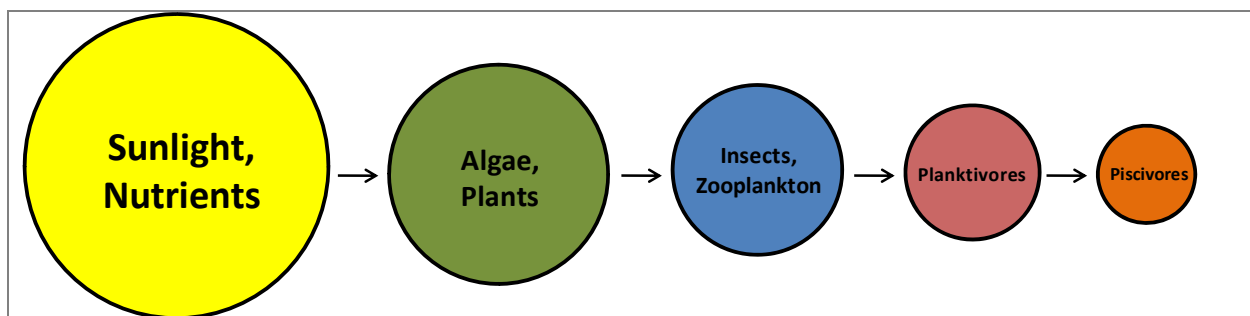 Sunlight,
Nutrients
Algae,
Plants
Insects,
Zooplankton
Planktivores
Piscivores